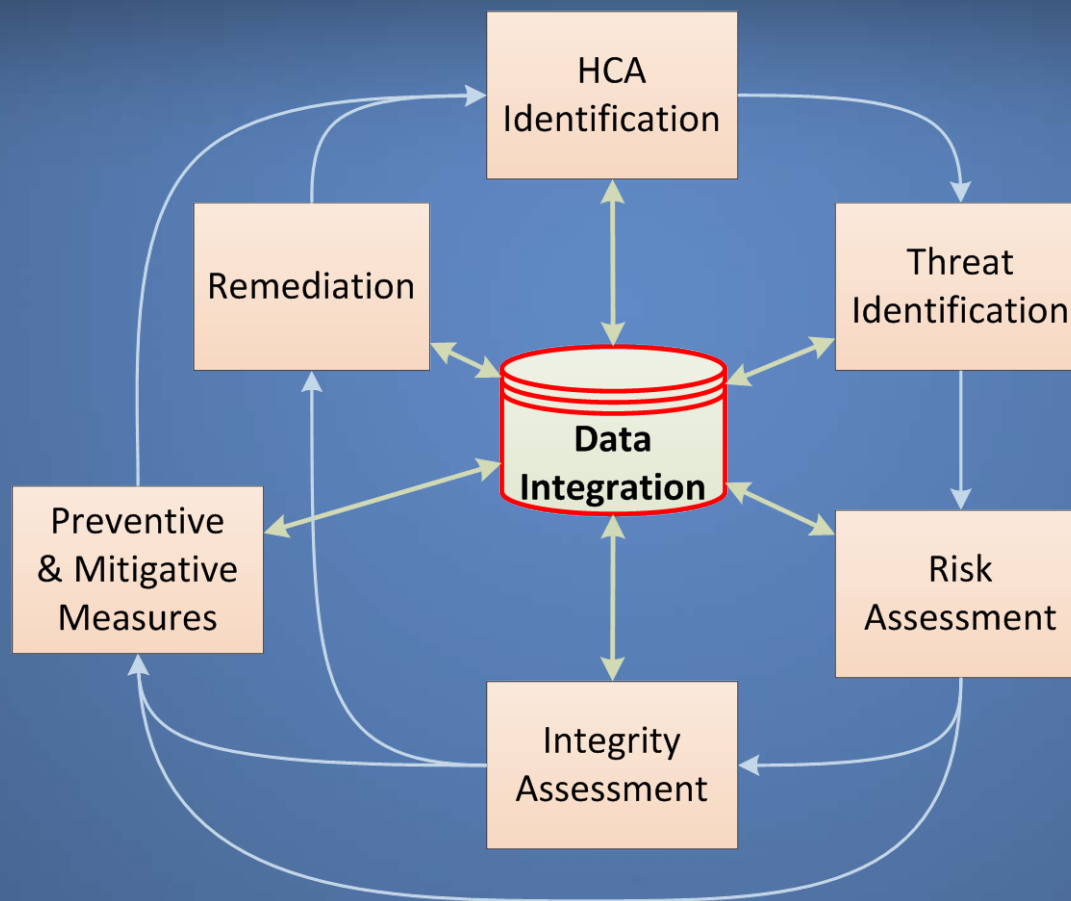 HCA
Identification
Threat
Identification
Remediation
Data
Integration
Preventive
& Mitigative
Measures
Risk
Assessment
Integrity
Assessment